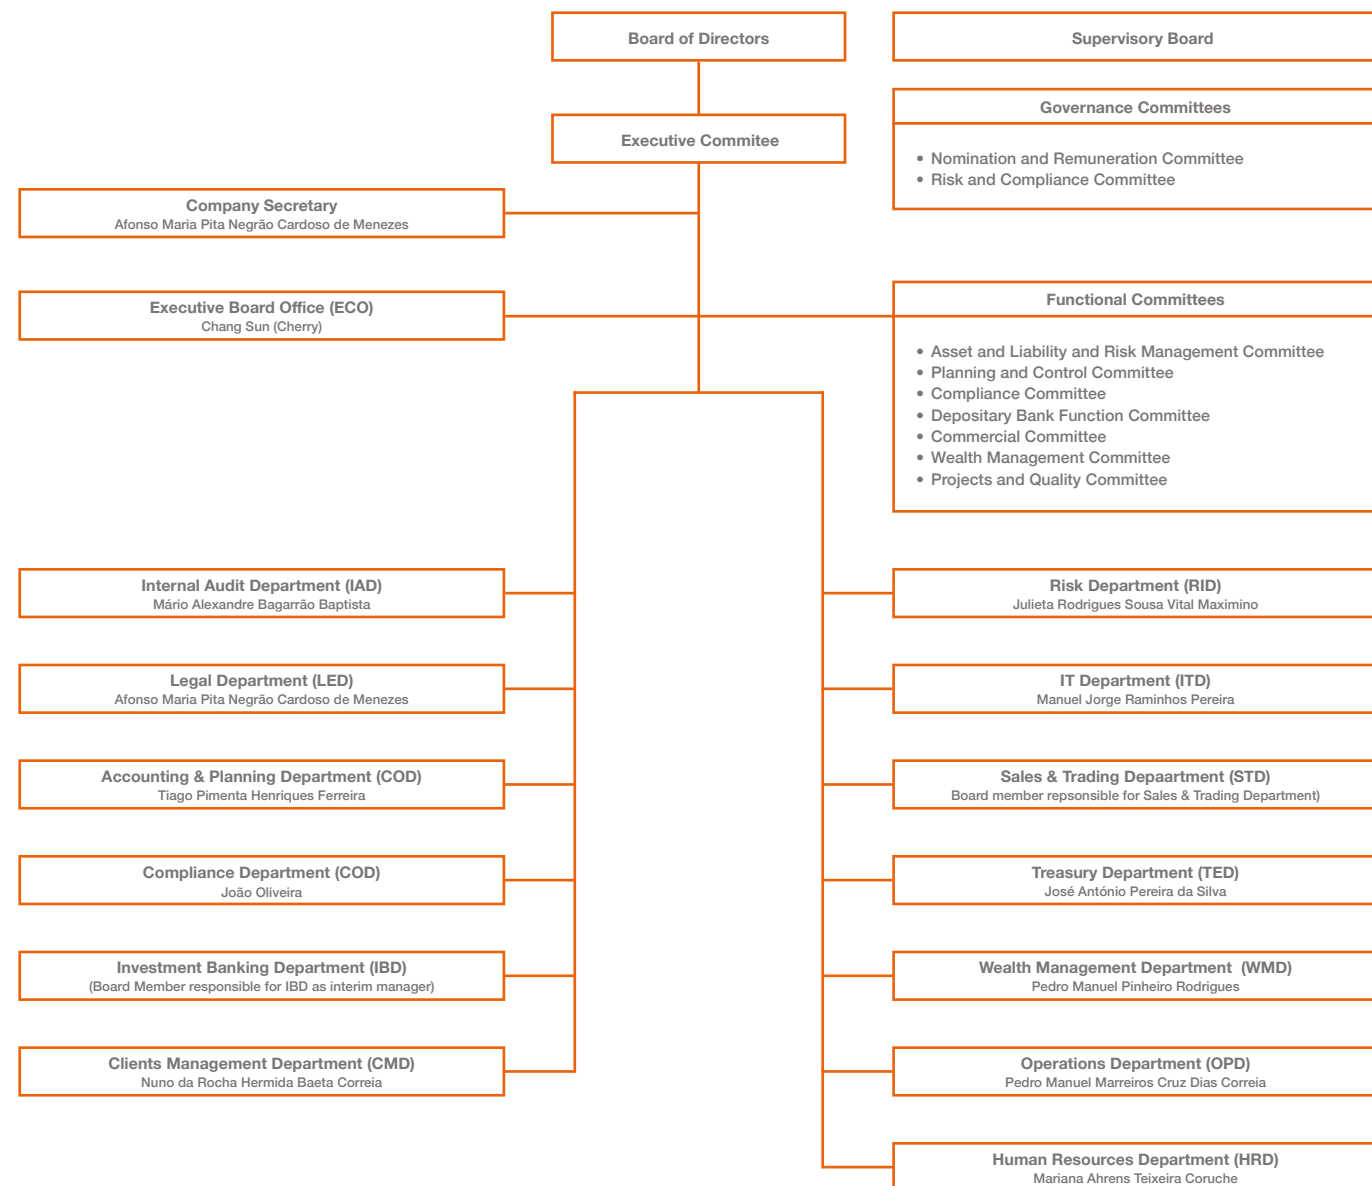 Board of Directors
Supervisory Board
Governance Committees
• Nomination and Remuneration Committee
• Risk and Compliance Committee
Executive Commitee
Company Secretary
Afonso Maria Pita Negrão Cardoso de Menezes
Executive Board Office (ECO)
Chang Sun (Cherry)
Functional Committees
• Asset and Liability and Risk Management Committee
• Planning and Control Committee
• Compliance Committee
• Depositary Bank Function Committee
• Commercial Committee
• Wealth Management Committee
• Projects and Quality Committee
Internal Audit Department (IAD)
Mário Alexandre Bagarrão Baptista
Risk Department (RID)
Julieta Rodrigues Sousa Vital Maximino
Legal Department (LED)
Afonso Maria Pita Negrão Cardoso de Menezes
IT Department (ITD)
Manuel Jorge Raminhos Pereira
Accounting & Planning Department (COD)
Tiago Pimenta Henriques Ferreira
Sales & Trading Depaartment (STD)
Board member repsonsible for Sales & Trading Department)
Compliance Department (COD)
João Oliveira
Treasury Department (TED)
José António Pereira da Silva
Investment Banking Department (IBD)
(Board Member responsible for IBD as interim manager)
Wealth Management Department (WMD)
Pedro Manuel Pinheiro Rodrigues
Clients Management Department (CMD)
Nuno da Rocha Hermida Baeta Correia
Operations Department (OPD)
Pedro Manuel Marreiros Cruz Dias Correia
Human Resources Department (HRD)
Mariana Ahrens Teixeira Coruche